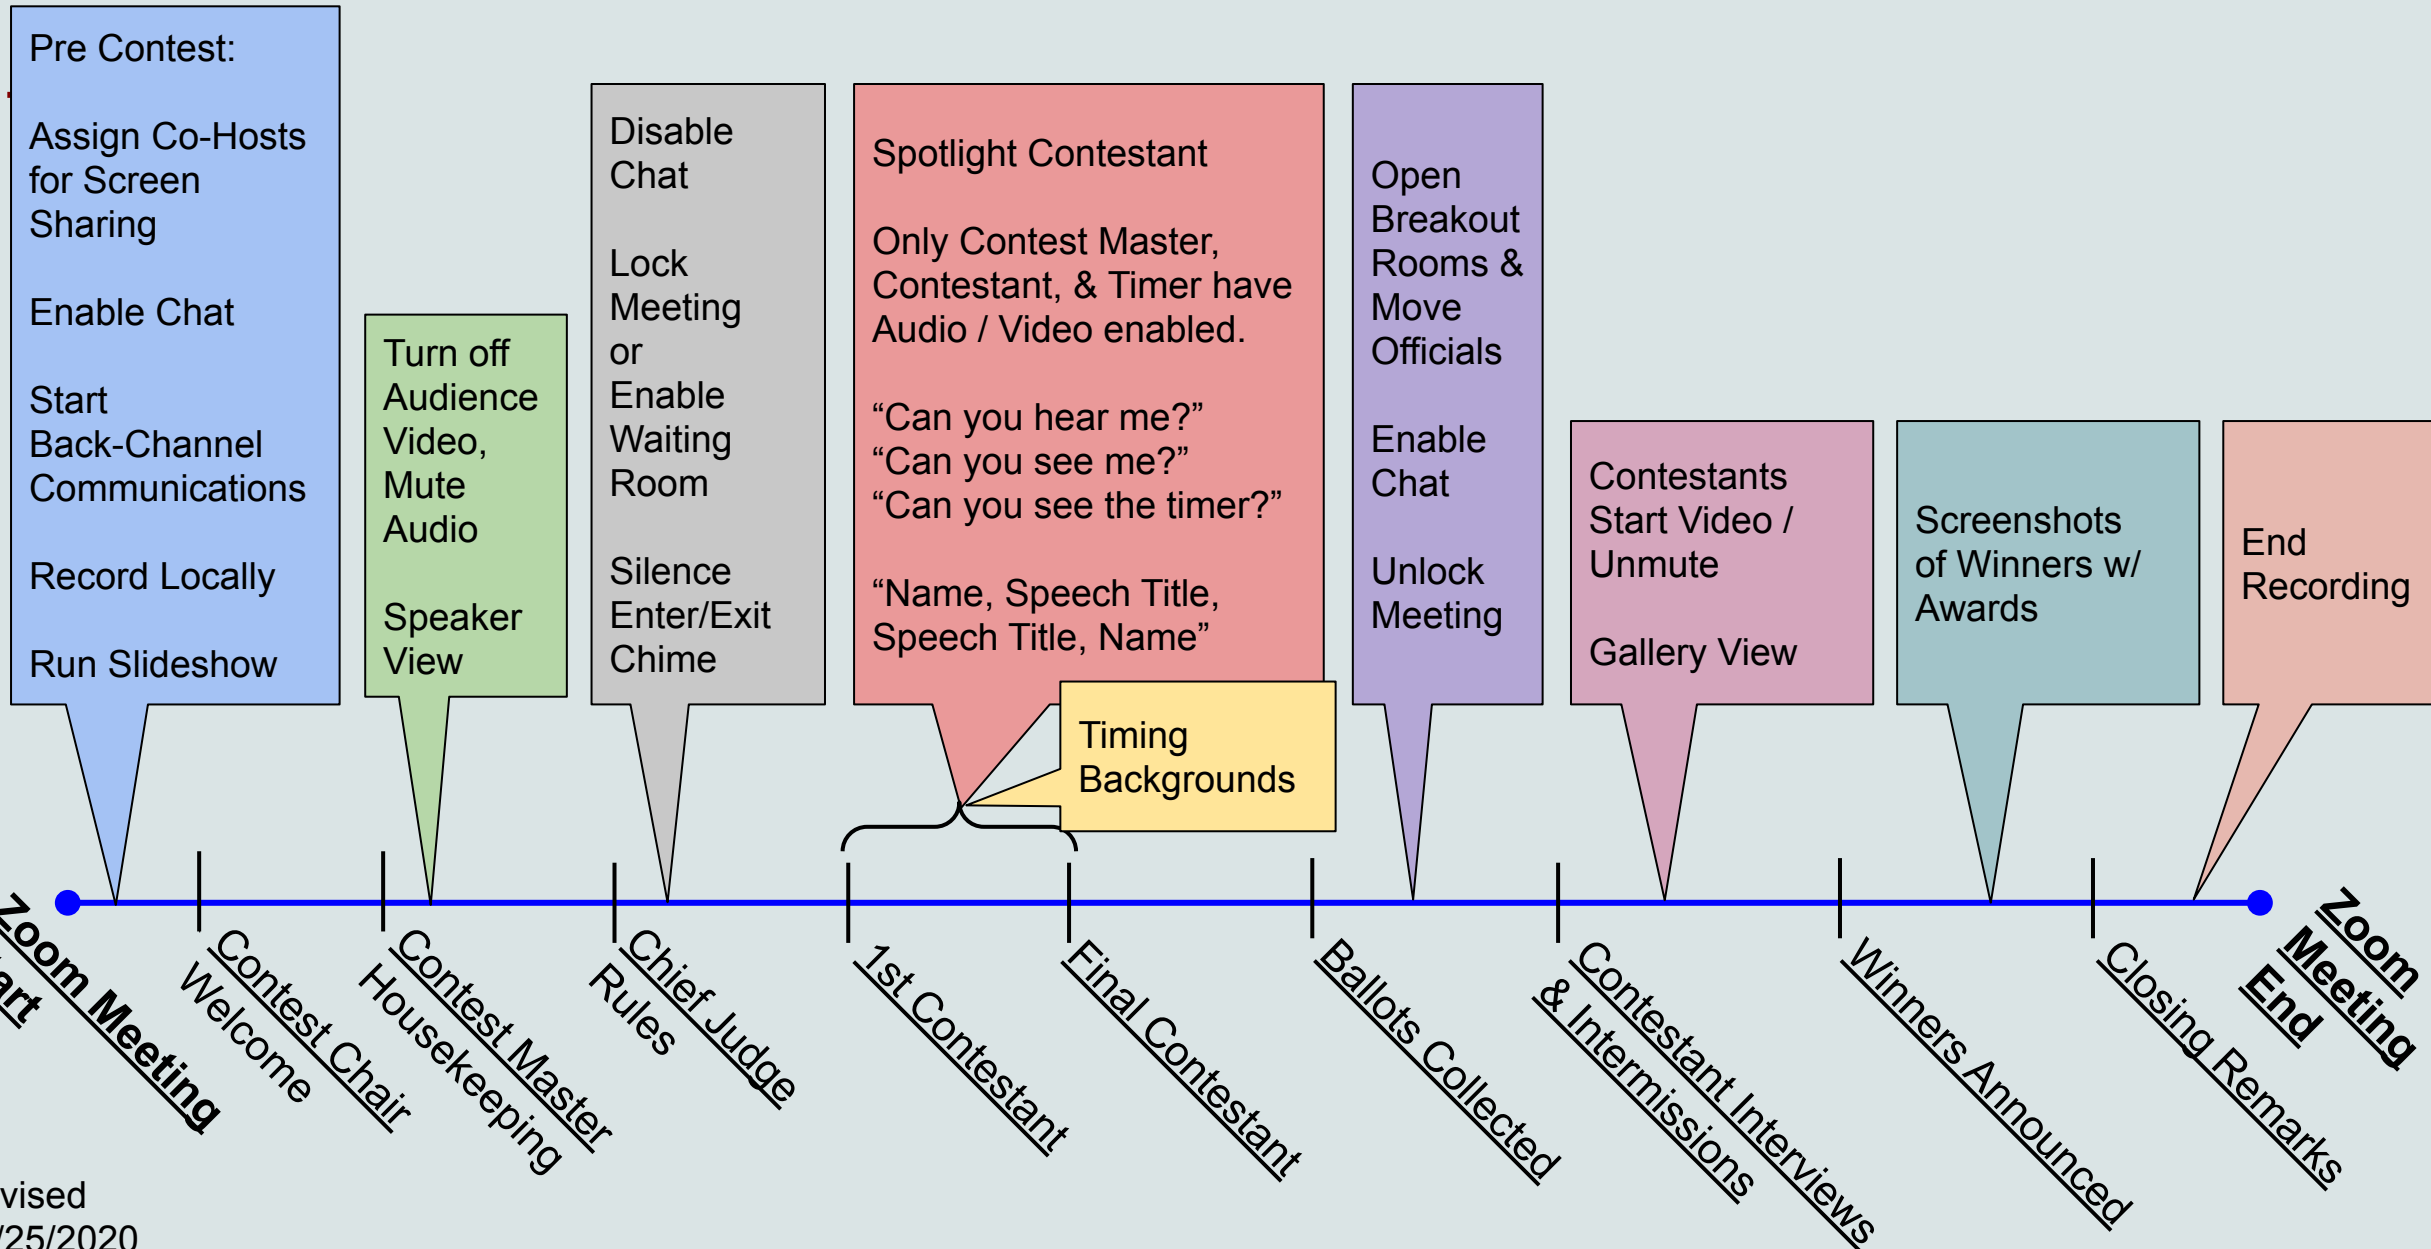 Pre Contest:
Assign Co-Hosts
for Screen
Sharing
Enable Chat
Start
Back-Channel
Communications
Record Locally
Run Slideshow
Turn off
Audience
Video,
Mute
Audio
Speaker
View
Disable
Chat
Lock
Meeting
or
Enable
Waiting
Room
Silence
Enter/Exit
Chime
Spotlight Contestant
Only Contest Master,
Contestant, & Timer have
Audio / Video enabled.
“Can you hear me?”
“Can you see me?”
“Can you see the timer?”
“Name, Speech Title,
Speech Title, Name”
Timing
Backgrounds
Open
Breakout
Rooms &
Move
Officials
Enable
Chat
Unlock
Meeting
Contestants
Start Video /
Unmute
Gallery View
Screenshots
of Winners w/
Awards
End
Recording
Zoom Meeting
art
Contest Chair
Welcome
Contest Master
Housekeeping
Chief Judge
Rules
1st Contestant
Final Contestant
Ballots Collected
Contestant Interviews
& Intermissions
Winners Announced
Closing Remarks
Zoom
Meeting
End
vised
/25/2020